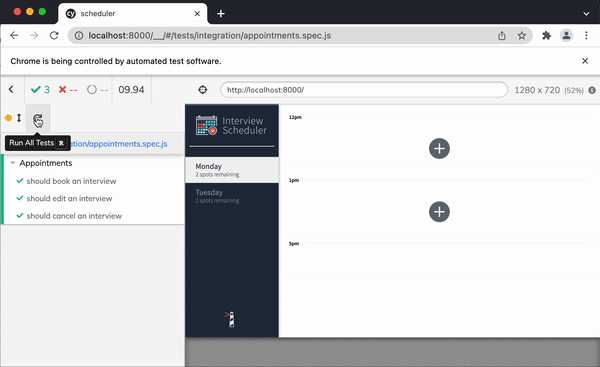 cy scheduler
localhost:8000/__/#/tests/integration/appointments.spec.js
Chrome is being controlled by automated test software.
3 -- -- 09.94 http://localhost:8000/ 1280 x 720 (52%)
Run All Tests R
ation/appointments.spec.js
Appointments
should book an interview
should edit an interview
should cancel an interview
Interview
Scheduler
Monday
2 spots remaining
Tuesday
2 spots remaining
12pm
1pm
5pm